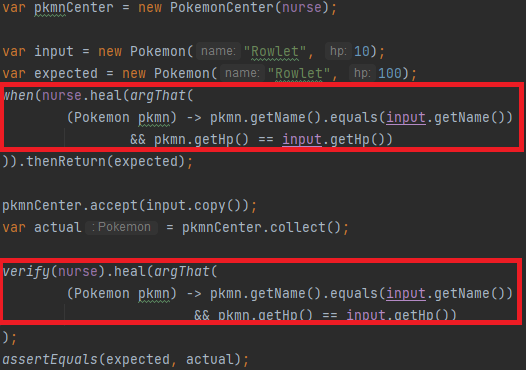 var pkmnCenter = new PokemonCenter(nurse);
var input = new Pokemon( name: "Rowlet", hp: 10);
var expected = new Pokemon( name: "Rowlet", hp: 100);
when(nurse.heal(argThat(
(Pokemon pkmn) -> pkmn.getName().equals(input.getName())
&& pkmn.getHp() == input.getHp())
)).thenReturn(expected);
pkmnCenter.accept(input.copy());
var actual : Pokemon = pkmnCenter.collect();
verify(nurse).heal(argThat(
(Pokemon pkmn) -> pkmn.getName().equals(input.getName())
&& pkmn.getHp() == input.getHp())
);
assertEquals(expected, actual);